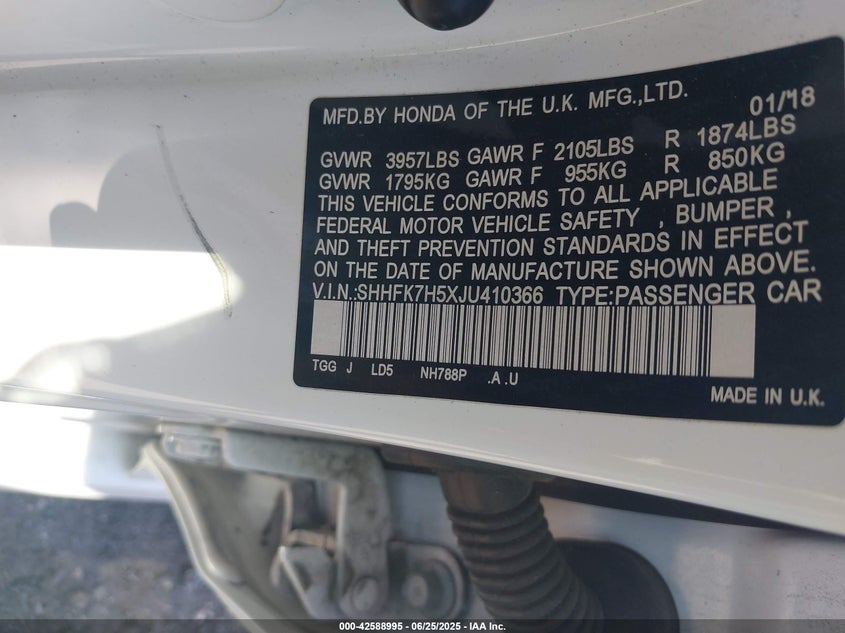 MFD.BY HONDA OF THE U.K. MFG.,LTD. 01/18
GVWR 3957LBS GAWR F 2105LBS R 1874LBS
GVWR 1795KG GAWR F 955KG R 850KG
THIS VEHICLE CONFORMS TO ALL APPLICABLE
FEDERAL MOTOR VEHICLE SAFETY , BUMPER ,
AND THEFT PREVENTION STANDARDS IN EFFECT
ON THE DATE OF MANUFACTURE SHOWN ABOVE.
V.I.N.:SHHFK7H5XJU410366 TYPE:PASSENGER CAR
TGG J LD5 NH788P .A .U
MADE IN U.K.
000-42588995 - 06/25/2025 - IAA Inc.